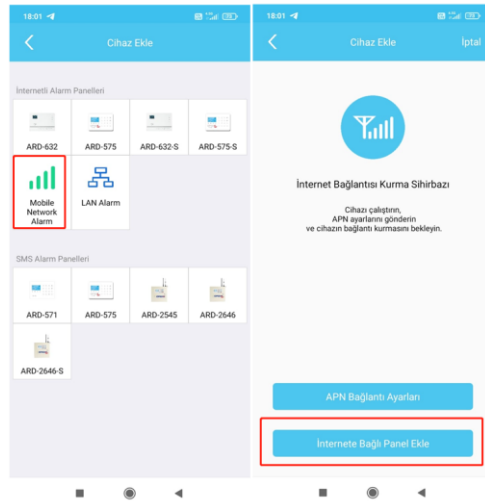 18:01
Cihaz Ekle
İnternetli Alarm Panelleri
ARD-632
ARD-575
ARD-632-S
ARD-575-S
Mobile
Network
Alarm
LAN Alarm
SMS Alarm Panelleri
ARD-571
ARD-575
ARD-2545
ARD-2646
ARD-2646-S
18:01
Cihaz Ekle
İptal
İnternet Bağlantısı Kurma Sihirbazı
Cihazı çalıştırın,
APN ayarlarını gönderin
ve cihazın bağlantı kurmasını bekleyin.
APN Bağlantı Ayarları
İnternete Bağlı Panel Ekle